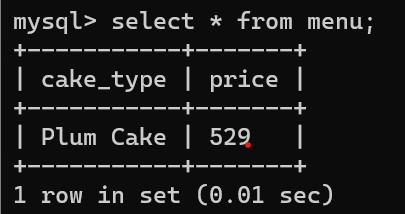 mysql> select * from menu;
+-----------+-------+
| cake_type | price |
+-----------+-------+
| Plum Cake | 529   |
+-----------+-------+
1 row in set (0.01 sec)